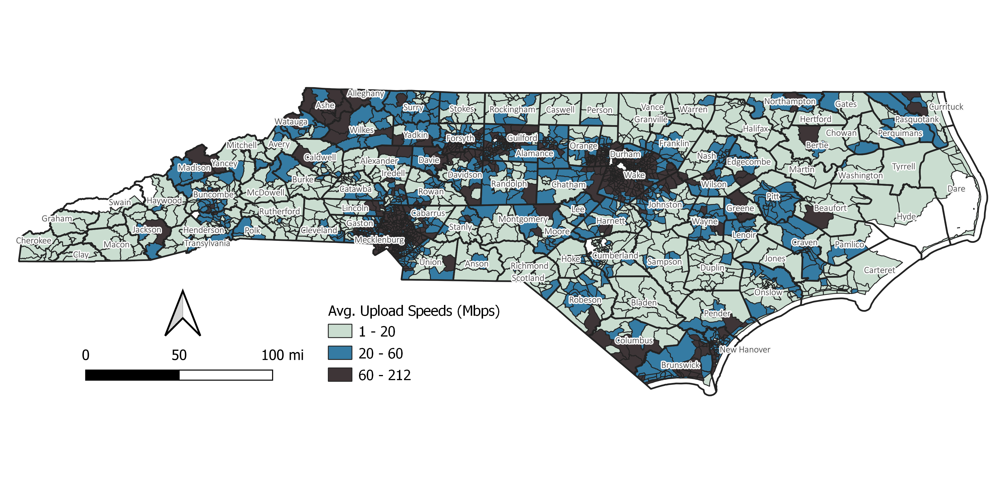 Alleghany
Ashe
Surry
Stokes
Rockingham
Caswell
Person
Vance
Granville
Warren
Northampton
Gates
Currituck
Hertford
Pasquotank
Watauga
Wilkes
Yadkin
Forsyth
Guilford
Halifax
Chowan
Perquimans
Mitchell
Avery
Orange
Franklin
Bertie
Alamance
Durham
Caldwell
Alexander
Davie
Nash
Edgecombe
Yancey
Madison
Iredell
Davidson
Wake
Martin
Tyrrell
Washington
Burke
Randolph
Chatham
Wilson
Dare
Catawba
Rowan
Buncombe
McDowell
Pitt
Swain
Haywood
Johnston
Lincoln
Rutherford
Cabarrus
Lee
Greene
Beaufort
Hyde
Graham
Gaston
Montgomery
Harnett
Wayne
Jackson
Henderson
Polk
Cleveland
Stanly
Moore
Lenoir
Cherokee
Macon
Transylvania
Mecklenburg
Craven
Pamlico
Clay
Union
Anson
Richmond
Hoke
Cumberland
Sampson
Jones
Duplin
Carteret
Scotland
Onslow
Robeson
Bladen
Pender
Columbus
New Hanover
Brunswick
Avg. Upload Speeds (Mbps)
1 - 20
20 - 60
60 - 212
0 50 100 mi